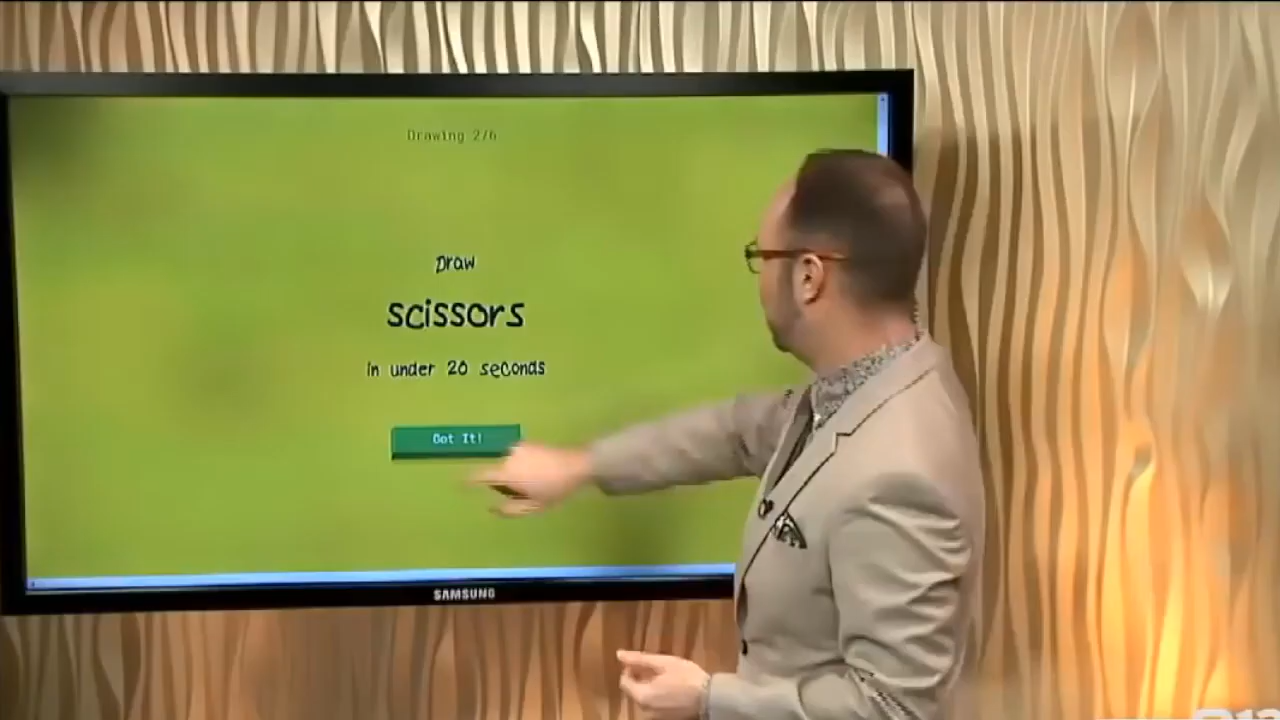 Drawing 2/6
Draw
scissors
in under 20 seconds
Got It!
SAMSUNG